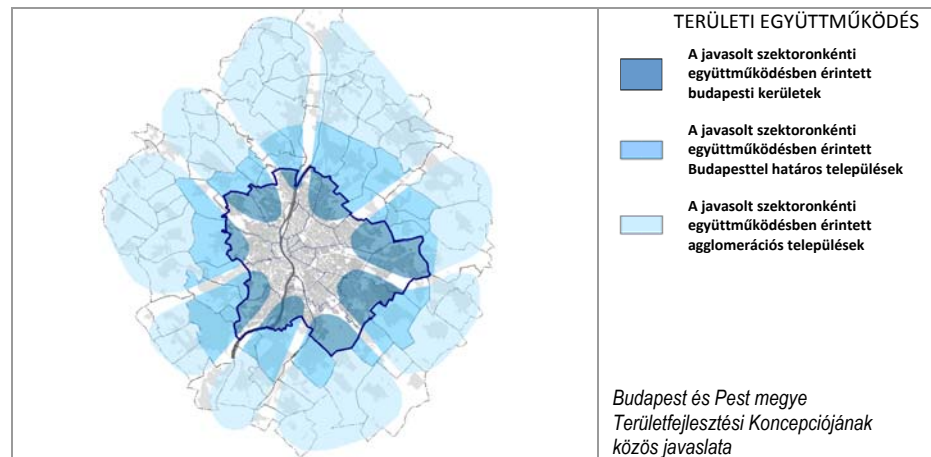 TERÜLETI EGYÜTTMŰKÖDÉS
A javasolt szektoronkénti
együttműködésben érintett
budapesti kerületek
A javasolt szektoronkénti
együttműködésben érintett
Budapesttel határos települések
A javasolt szektoronkénti
együttműködésben érintett
agglomerációs települések
Budapest és Pest megye
Területfejlesztési Koncepciójának
közös javaslata